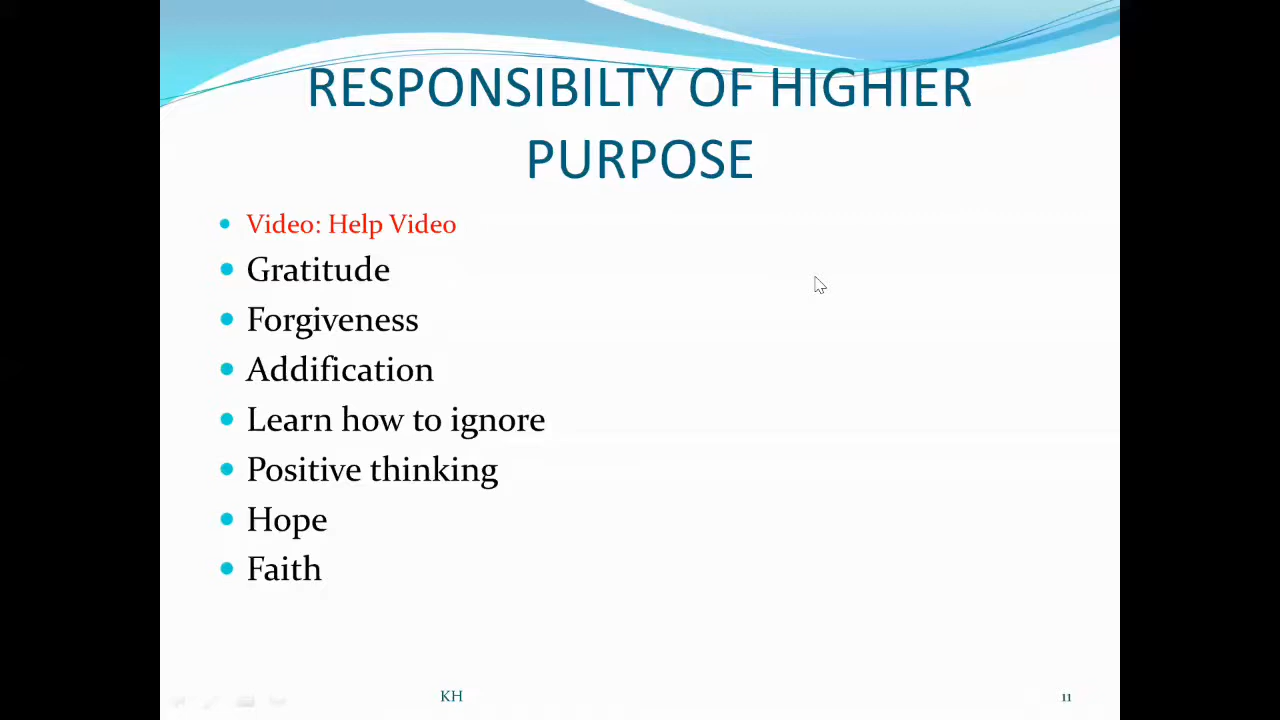 RESPONSIBILTY OF HIGHIER
PURPOSE
Video: Help Video
Gratitude
Forgiveness
Addification
Learn how to ignore
Positive thinking
Hope
Faith
KH
11